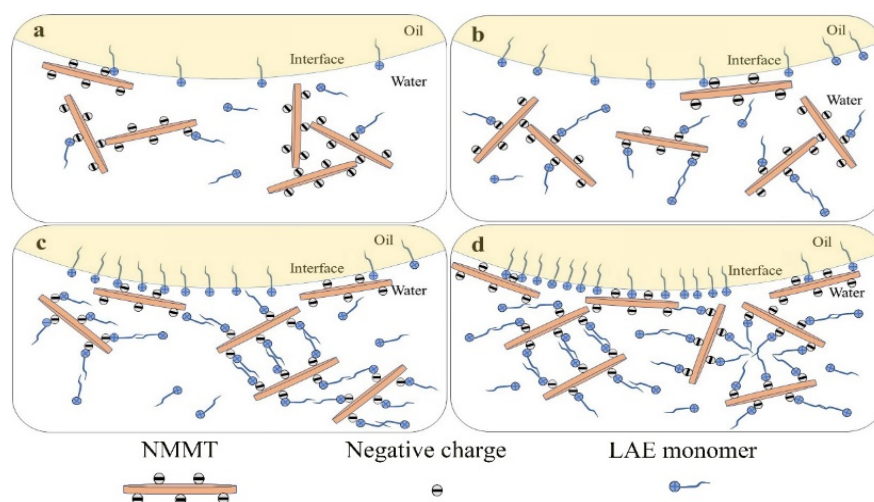 a
Oil
Interface
Water
b
Oil
Interface
Water
c
Oil
Interface
Water
d
Oil
Interface
Water
NMMT Negative charge LAE monomer